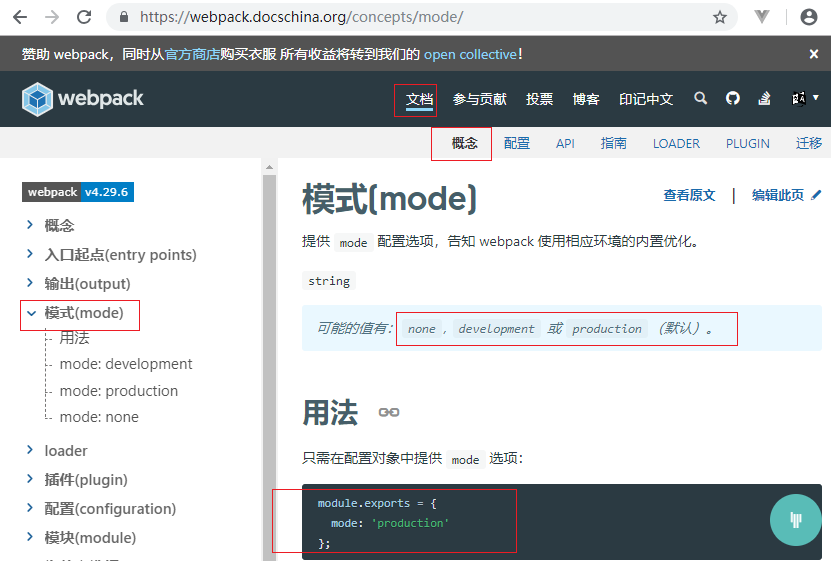 https://webpack.docschina.org/concepts/mode/
赞助 webpack，同时从官方商店购买衣服 所有收益将转到我们的 open collective！
webpack
文档 参与贡献 投票 博客 印记中文
概念 配置 API 指南 LOADER PLUGIN 迁移
webpack v4.29.6
概念
入口起点(entry points)
输出(output)
模式(mode)
用法
mode: development
mode: production
mode: none
loader
插件(plugin)
配置(configuration)
模块(module)
模式(mode)
查看原文 | 编辑此页
提供 mode 配置选项，告知 webpack 使用相应环境的内置优化。
string
可能的值有：none，development 或 production（默认）。
用法
只需在配置对象中提供 mode 选项：
module.exports = {
mode: 'production'
};